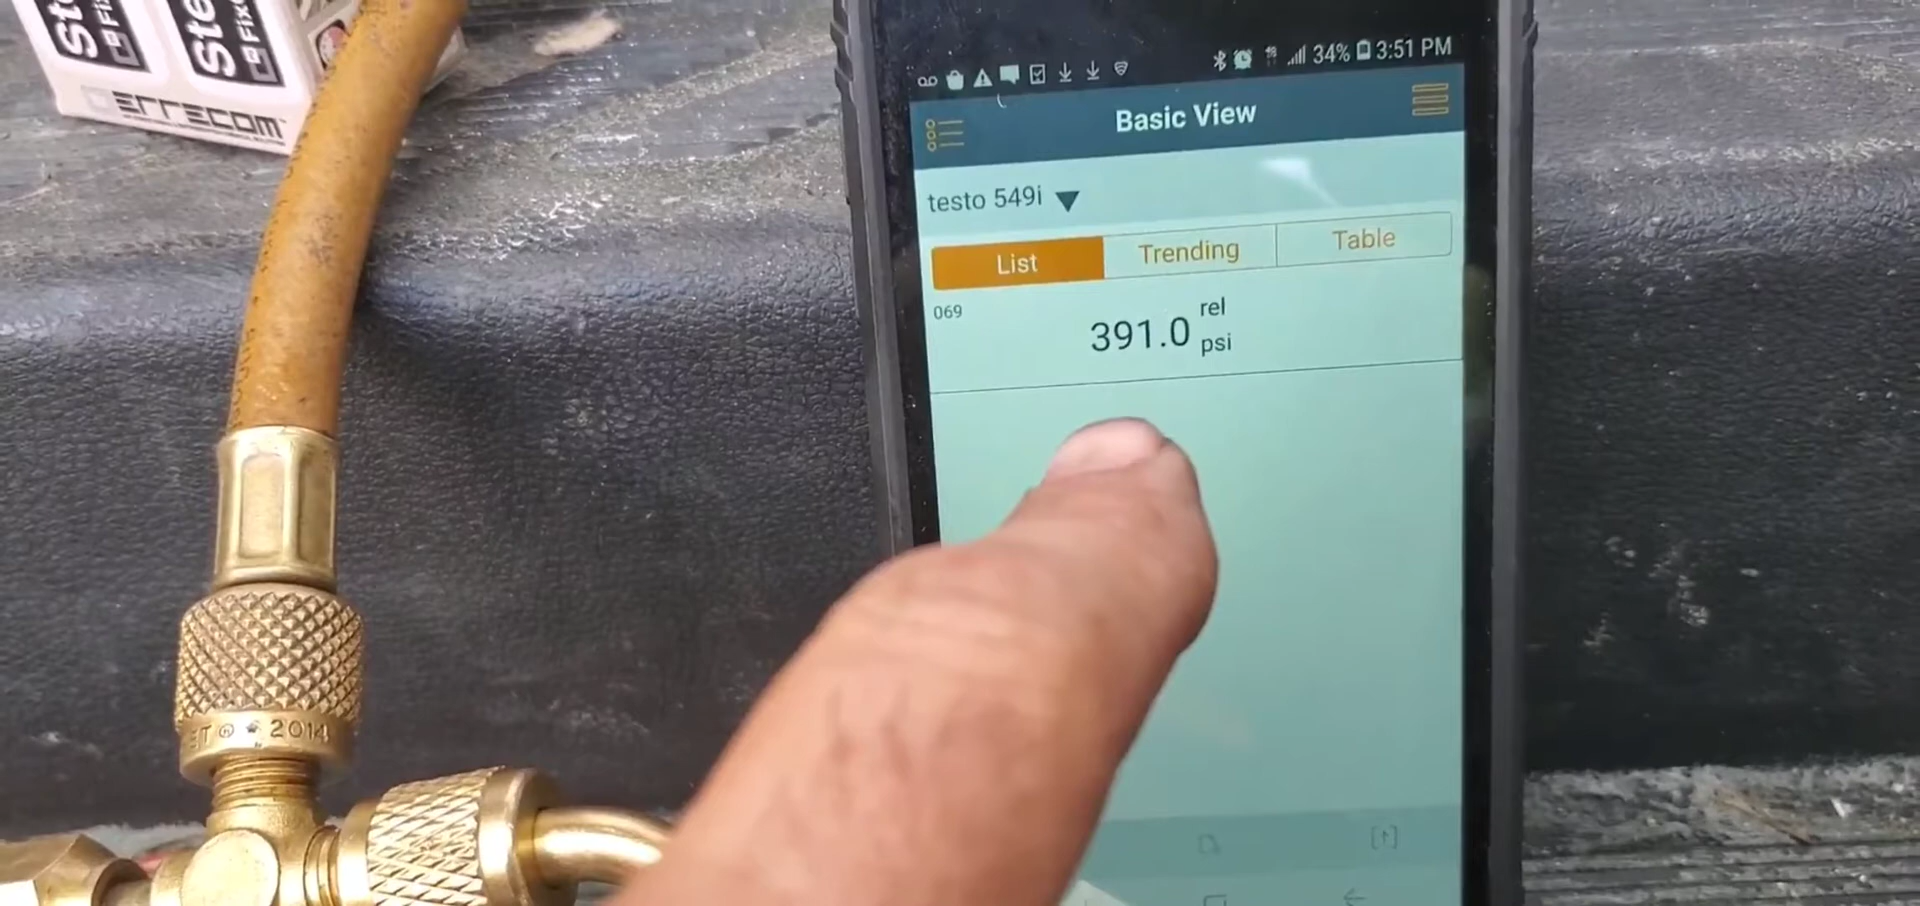 ERRECOM
34% 3:51 PM
Basic View
testo 549i
List
Trending
Table
069
391.0
rel
psi
2014